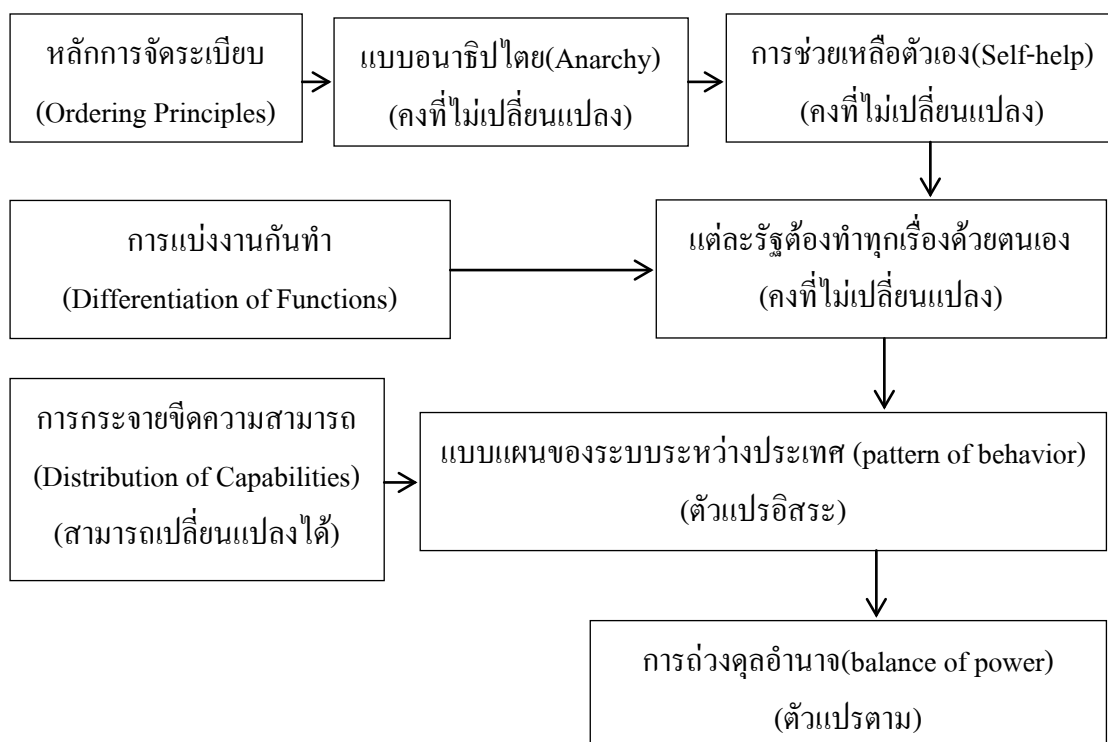 หลักการจัดระเบียบ
(Ordering Principles)
แบบอนาธิปไตย(Anarchy)
(คงที่ไม่เปลี่ยนแปลง)
การช่วยเหลือตัวเอง(Self-help)
(คงที่ไม่เปลี่ยนแปลง)
การแบ่งงานกันทำ
(Differentiation of Functions)
แต่ละรัฐต้องทำทุกเรื่องด้วยตนเอง
(คงที่ไม่เปลี่ยนแปลง)
การกระจายขีดความสามารถ
(Distribution of Capabilities)
(สามารถเปลี่ยนแปลงได้)
แบบแผนของระบบระหว่างประเทศ (pattern of behavior)
(ตัวแปรอิสระ)
การถ่วงดุลอำนาจ(balance of power)
(ตัวแปรตาม)